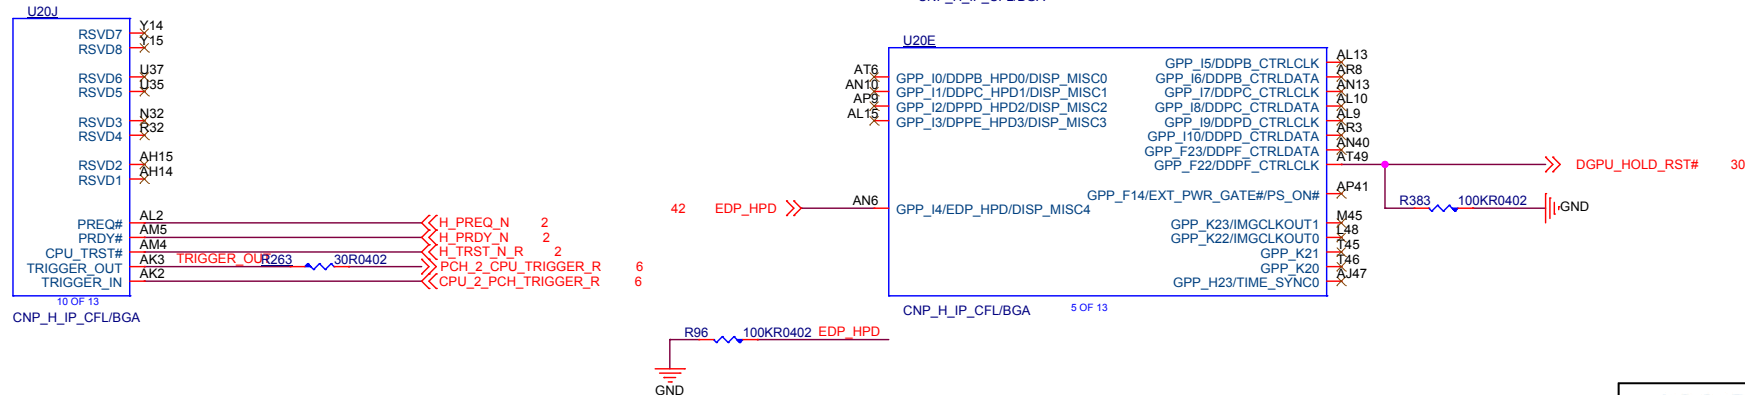 CNP_H_IP_CFL/BGA
U20J
RSVD7 Y14
RSVD8 Y15
RSVD6 U37
RSVD5 U35
RSVD3 N32
RSVD4 R32
RSVD2 AH15
RSVD1 AH14
PREQ# AL2 H_PREQ_N 2
PRDY# AM5 H_PRDY_N 2
CPU_TRST# AM4 H_TRST_N_R 2
TRIGGER_OUT AK3 TRIGGER_OUT R263 30R0402 PCH_2_CPU_TRIGGER_R 6
TRIGGER_IN AK2 CPU_2_PCH_TRIGGER_R 6
10 OF 13
CNP_H_IP_CFL/BGA
U20E
AT6 GPP_I0/DDPB_HPD0/DISP_MISC0
AN10 GPP_I1/DDPC_HPD1/DISP_MISC1
AP9 GPP_I2/DPPD_HPD2/DISP_MISC2
AL15 GPP_I3/DPPE_HPD3/DISP_MISC3
42 EDP_HPD AN6 GPP_I4/EDP_HPD/DISP_MISC4
GPP_I5/DDPB_CTRLCLK AL13
GPP_I6/DDPB_CTRLDATA AR8
GPP_I7/DDPC_CTRLCLK AN13
GPP_I8/DDPC_CTRLDATA AL10
GPP_I9/DDPD_CTRLCLK AL9
GPP_I10/DDPD_CTRLDATA AR3
GPP_F23/DDPF_CTRLDATA AN40
GPP_F22/DDPF_CTRLCLK AT49 DGPU_HOLD_RST# 30
GPP_F14/EXT_PWR_GATE#/PS_ON# AP41
R383 100KR0402 GND
GPP_K23/IMGCLKOUT1 M45
GPP_K22/IMGCLKOUT0 L48
GPP_K21 T45
GPP_K20 T46
GPP_H23/TIME_SYNC0 AJ47
CNP_H_IP_CFL/BGA 5 OF 13
R96 100KR0402 EDP_HPD
GND